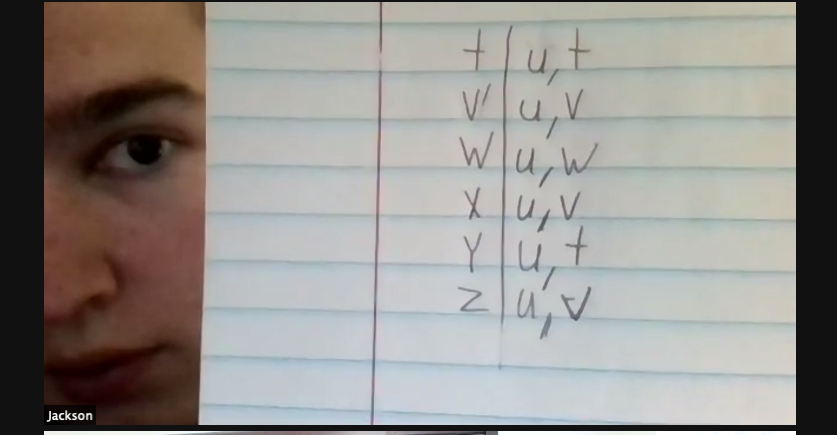 t | u, t
V' | u, v
W | u, w
X | u, v
Y | u, t
Z | u, v
Jackson